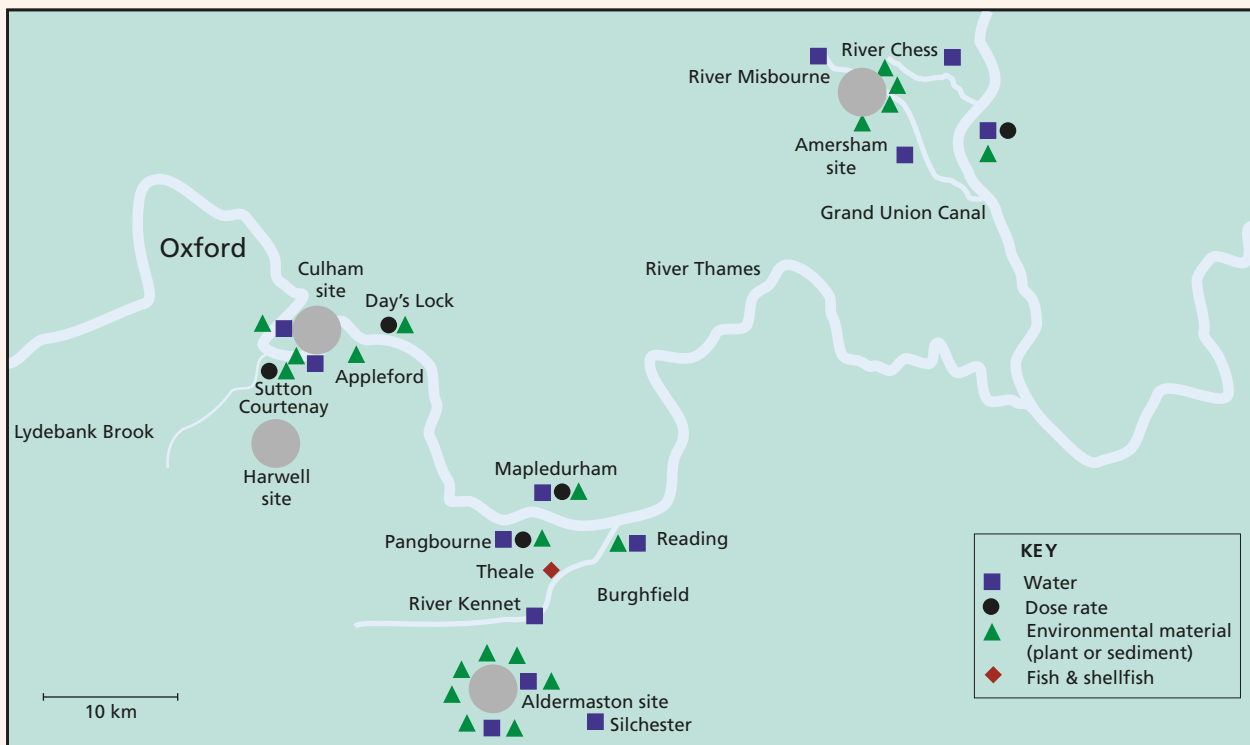 River Chess
River Misbourne
Amersham
site
Grand Union Canal
Oxford
Culham
site
River Thames
Day's Lock
Appleford
Sutton
Courtenay
Lydebank Brook
Harwell
site
Mapledurham
Pangbourne
Reading
Theale
Burghfield
River Kennet
Aldermaston site
Silchester
10 km
KEY
Water
Dose rate
Environmental material
(plant or sediment)
Fish & shellfish